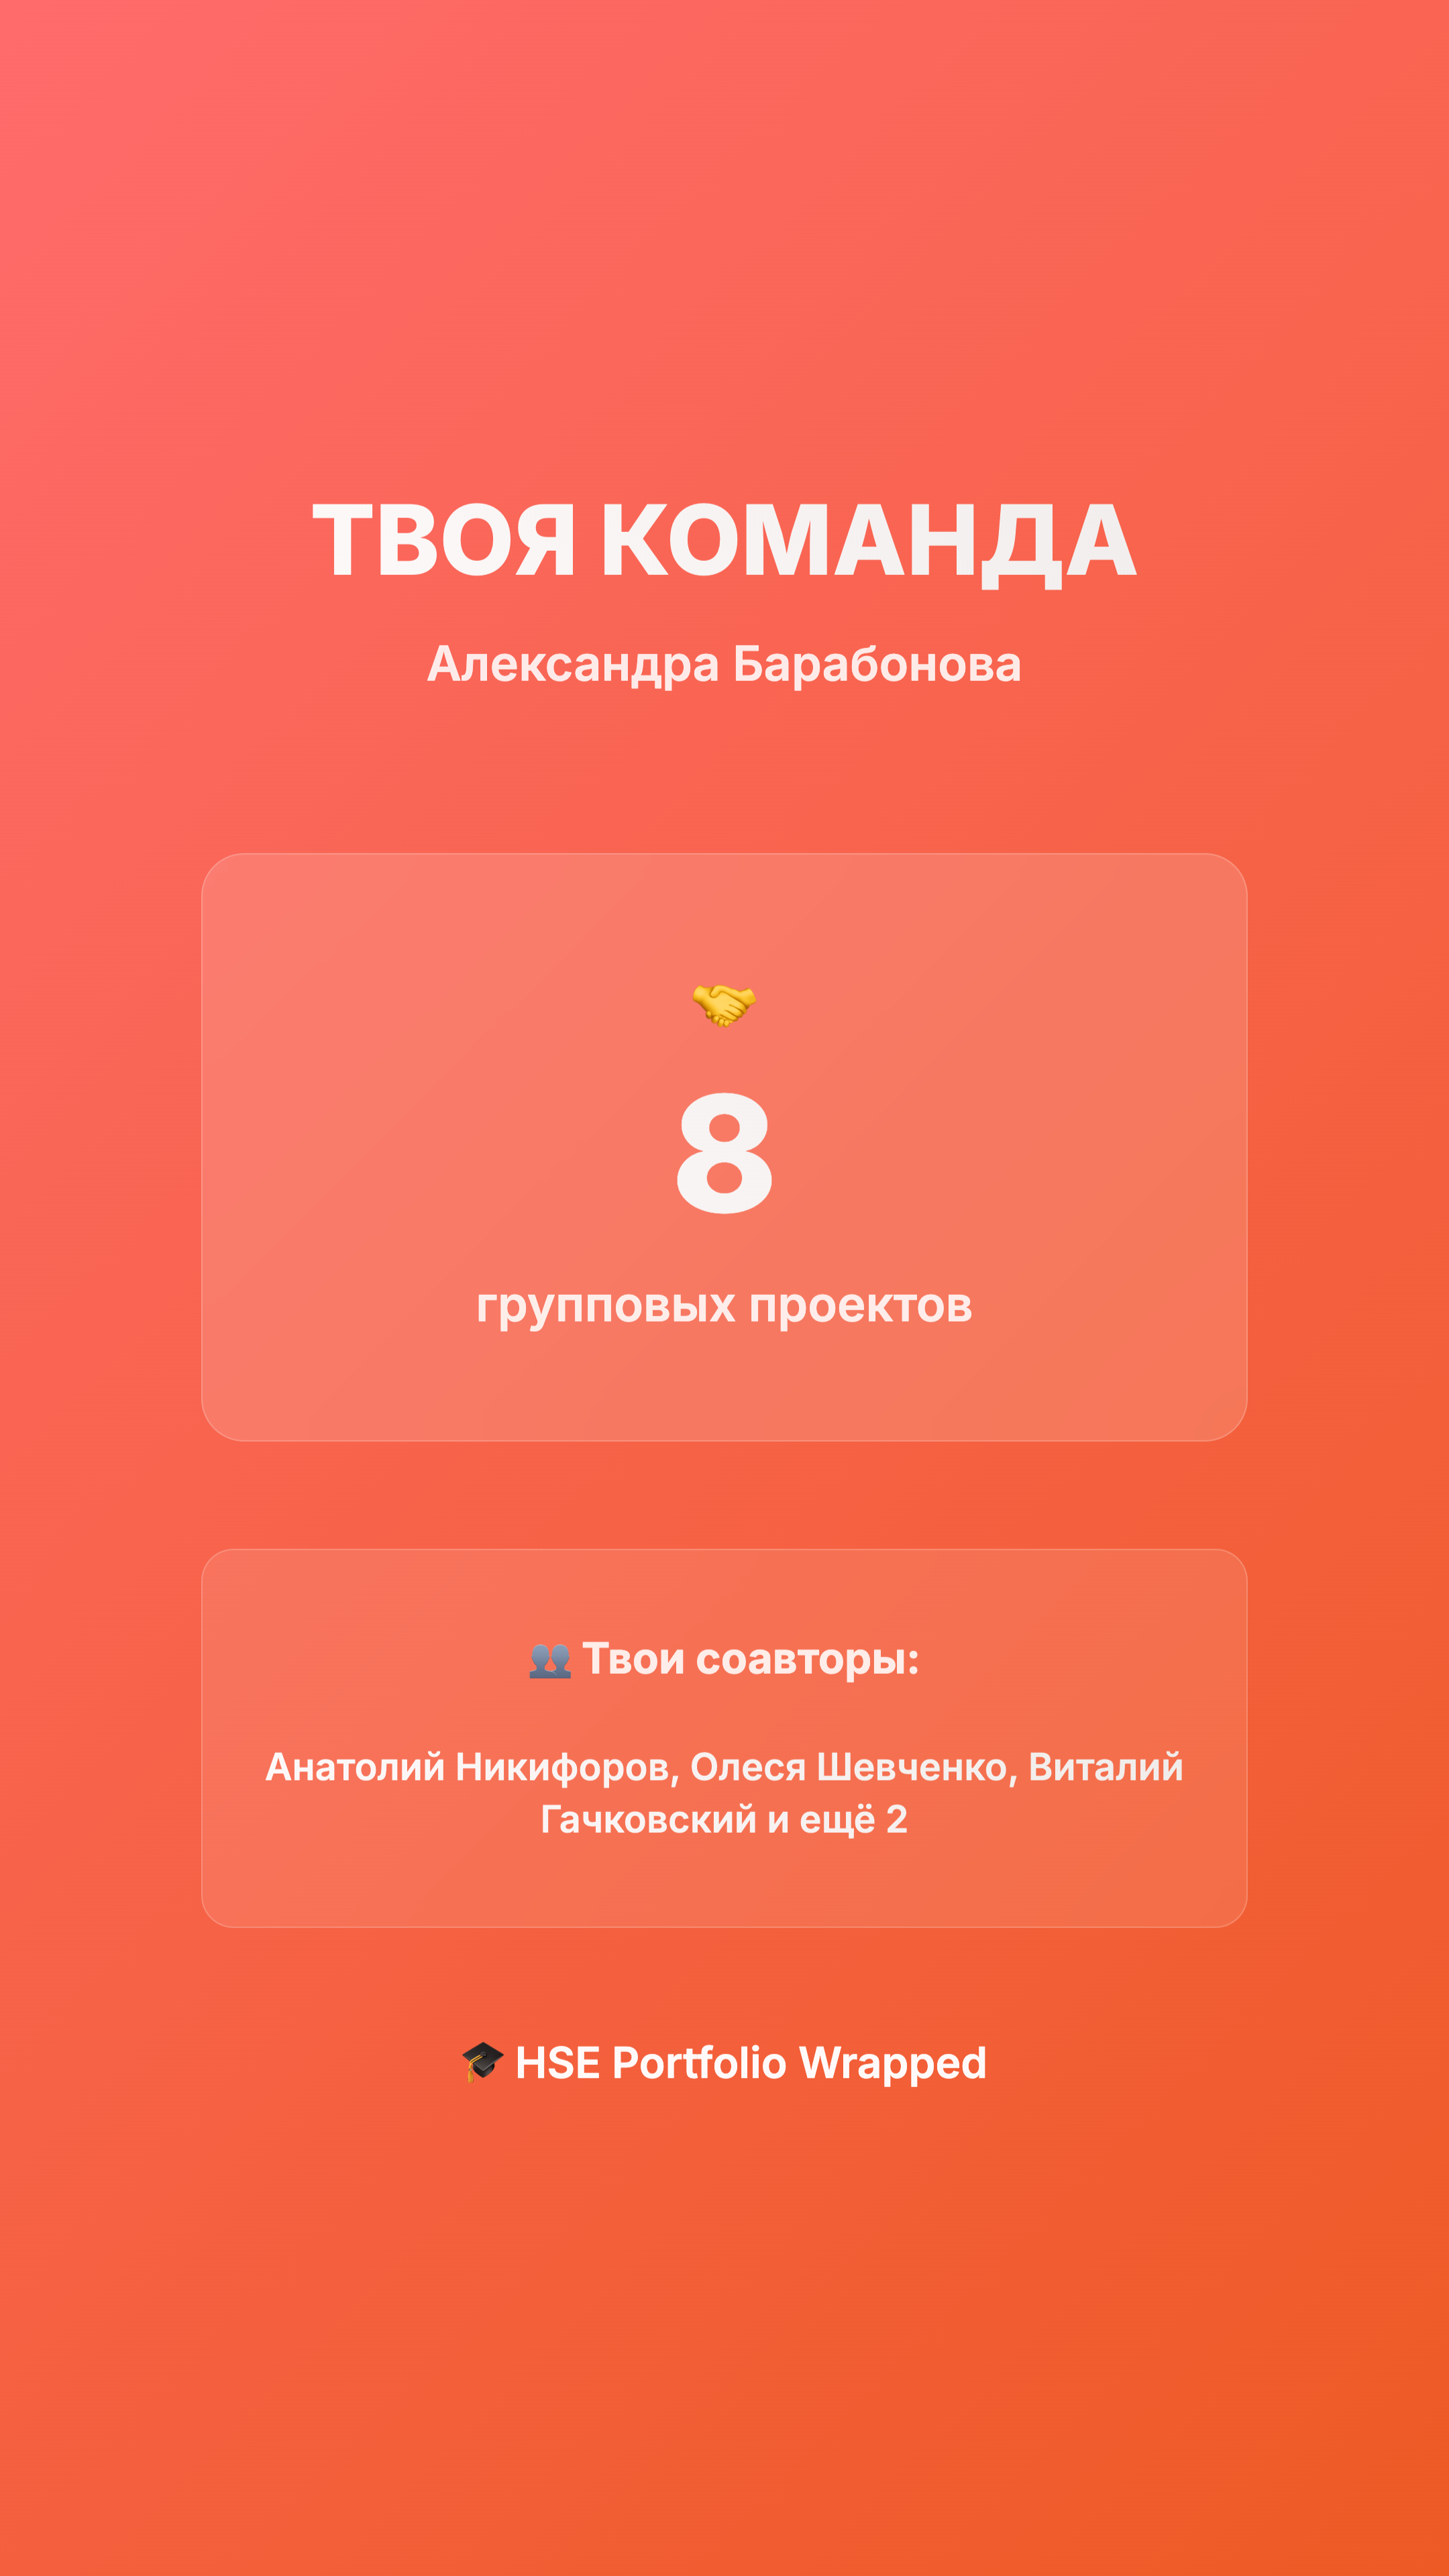 ТВОЯ КОМАНДА
Александра Барабонова
🤝
8
групповых проектов
👥 Твои соавторы:
Анатолий Никифоров, Олеся Шевченко, Виталий
Гачковский и ещё 2
🎓 HSE Portfolio Wrapped